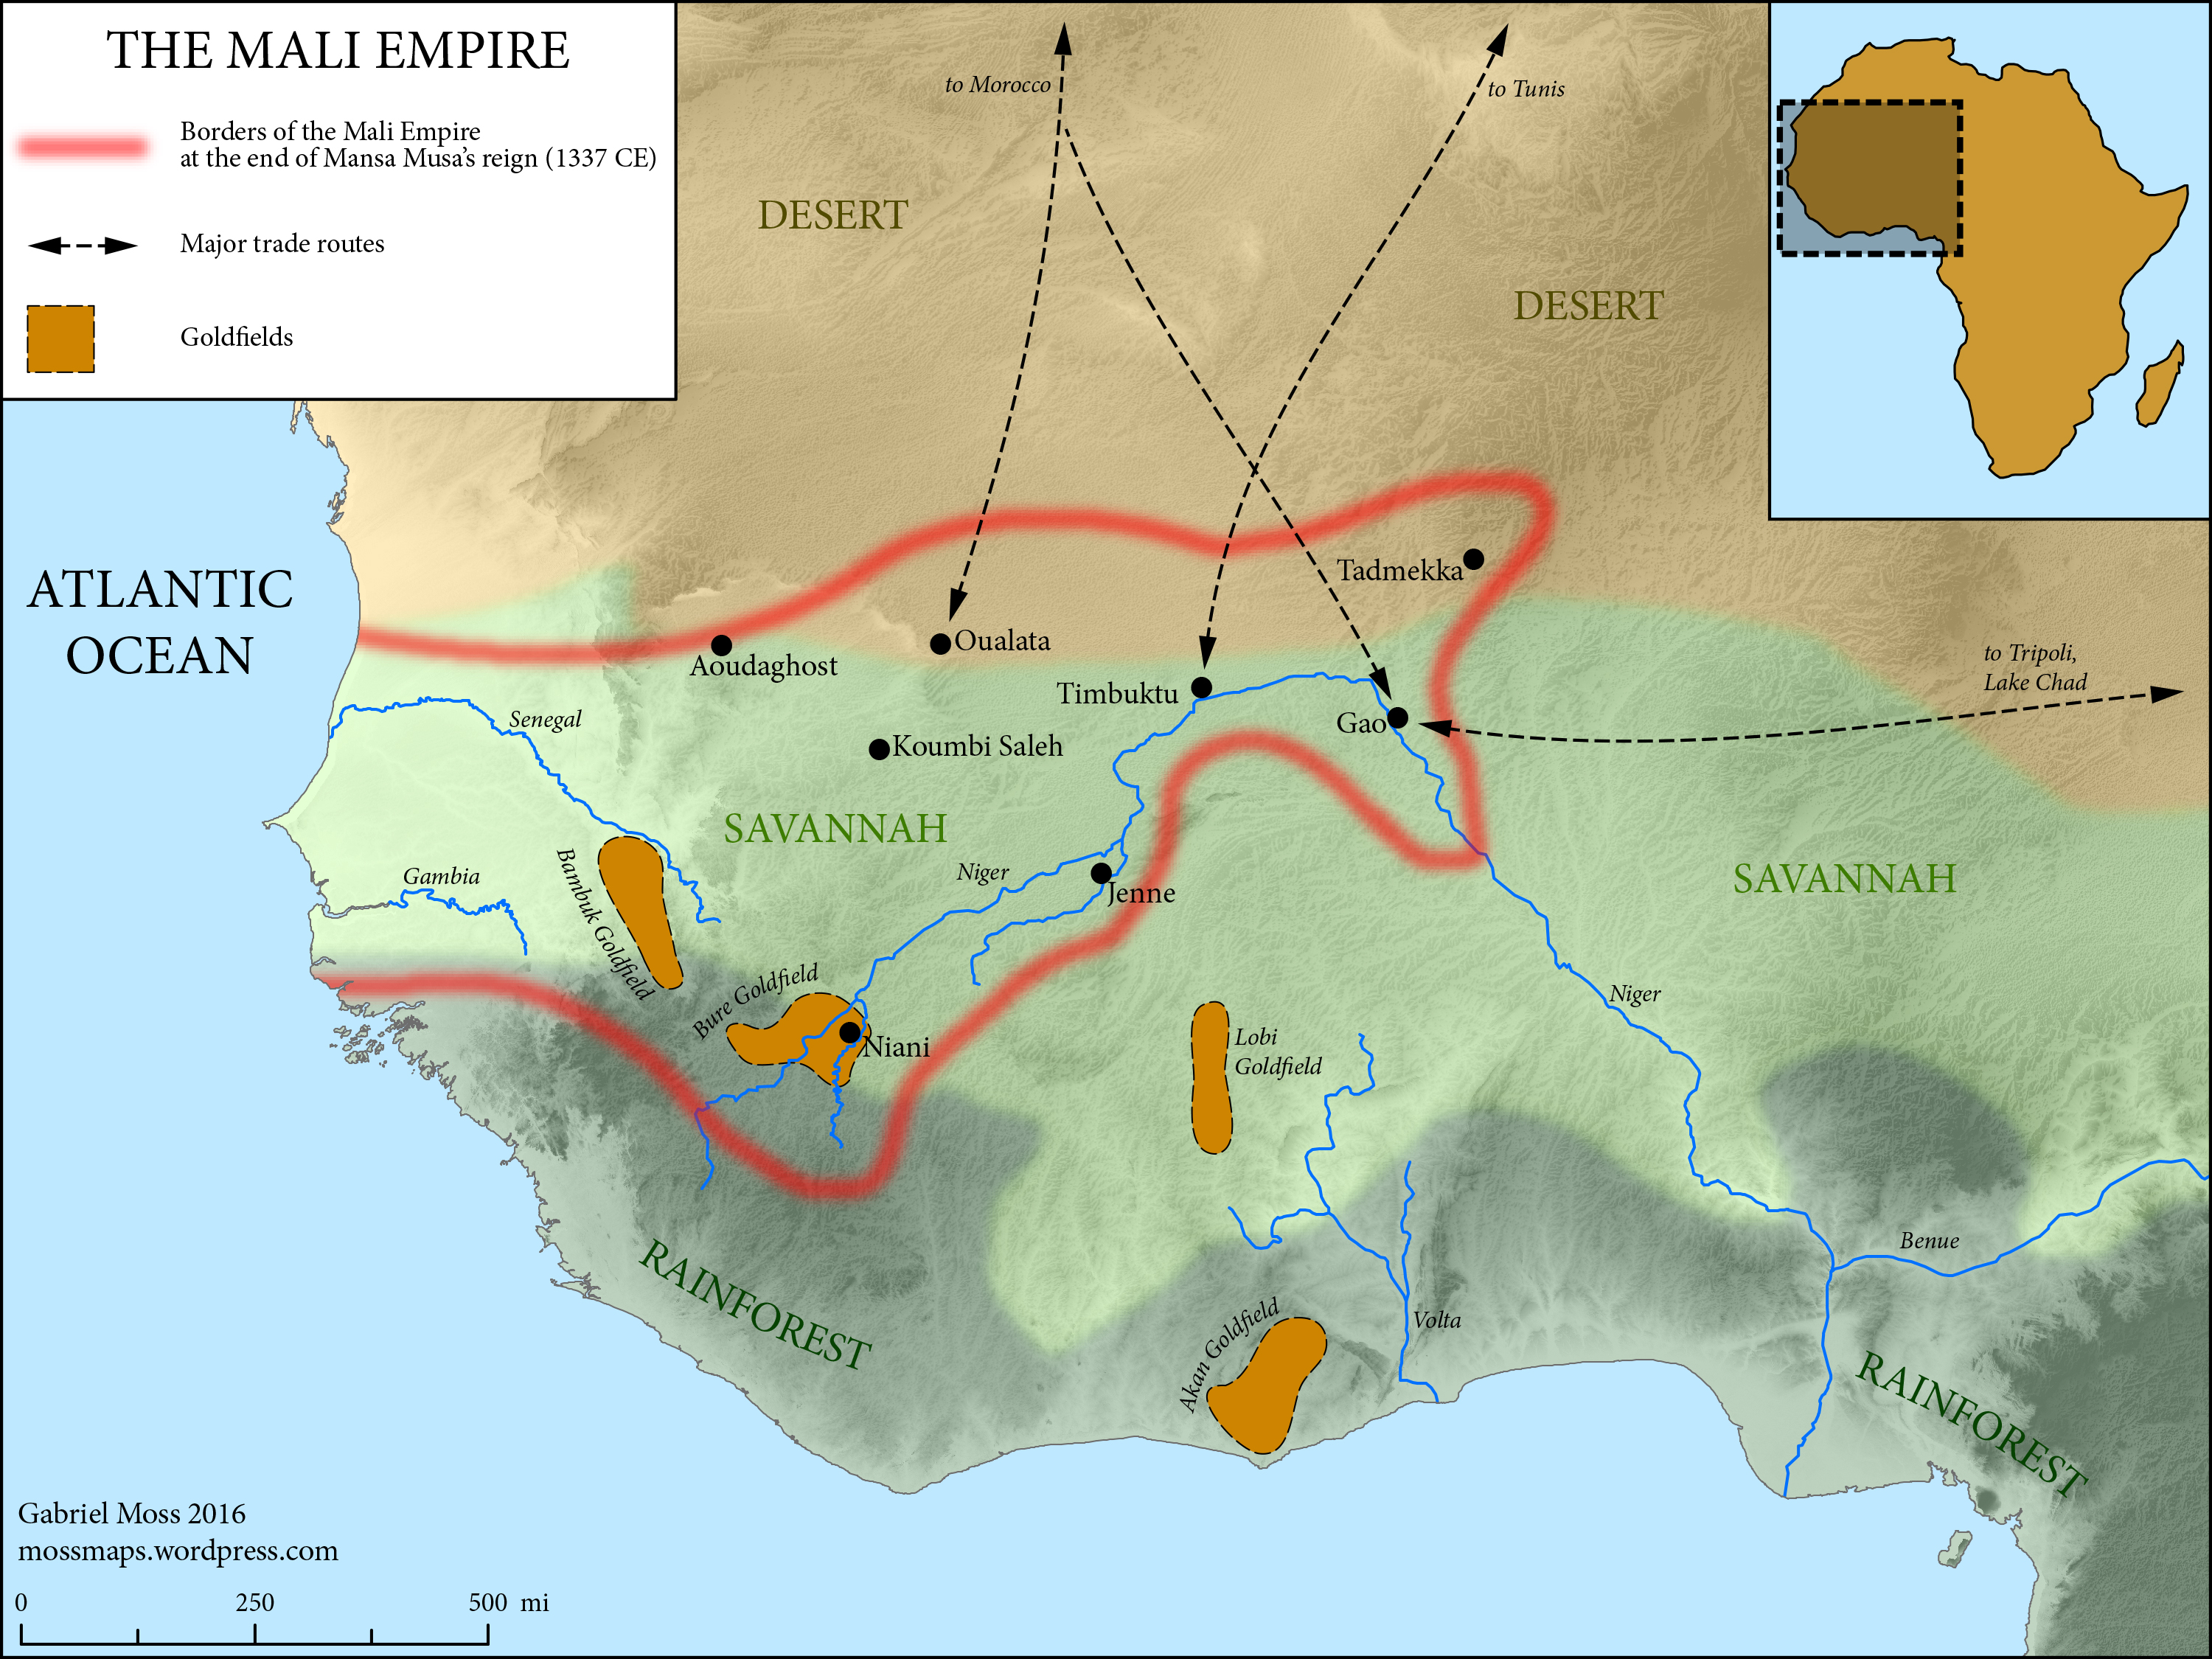 THE MALI EMPIRE
Borders of the Mali Empire
at the end of Mansa Musa's reign (1337 CE)
Major trade routes
Goldfields
to Morocco
to Tunis
DESERT
DESERT
ATLANTIC
OCEAN
Tadmekka
Oualata
Aoudaghost
to Tripoli,
Lake Chad
Timbuktu
Gao
Senegal
Koumbi Saleh
SAVANNAH
SAVANNAH
Niger
Gambia
Jenne
Bambuk Goldfield
Bure Goldfield
Niani
Niger
Lobi
Goldfield
Benue
RAINFOREST
Akan Goldfield
Volta
RAINFOREST
Gabriel Moss 2016
mossmaps.wordpress.com
0 250 500 mi